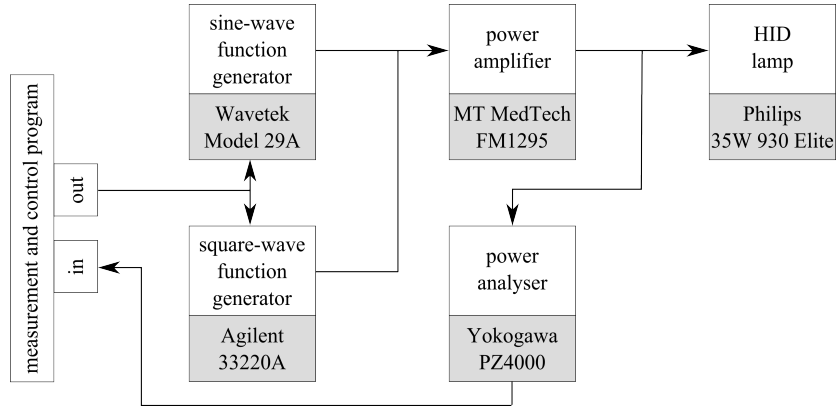 measurement and control program
out
in
sine-wave
function
generator
Wavetek
Model 29A
square-wave
function
generator
Agilent
33220A
power
amplifier
MT MedTech
FM1295
power
analyser
Yokogawa
PZ4000
HID
lamp
Philips
35W 930 Elite